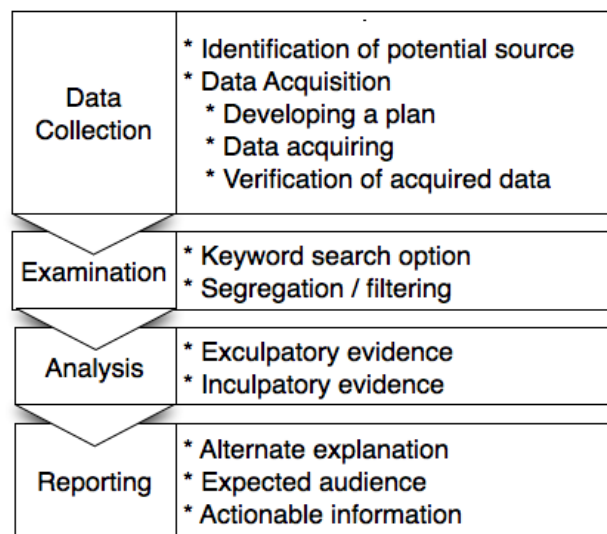 Data
Collection
* Identification of potential source
* Data Acquisition
* Developing a plan
* Data acquiring
* Verification of acquired data
Examination
* Keyword search option
* Segregation / filtering
Analysis
* Exculpatory evidence
* Inculpatory evidence
Reporting
* Alternate explanation
* Expected audience
* Actionable information